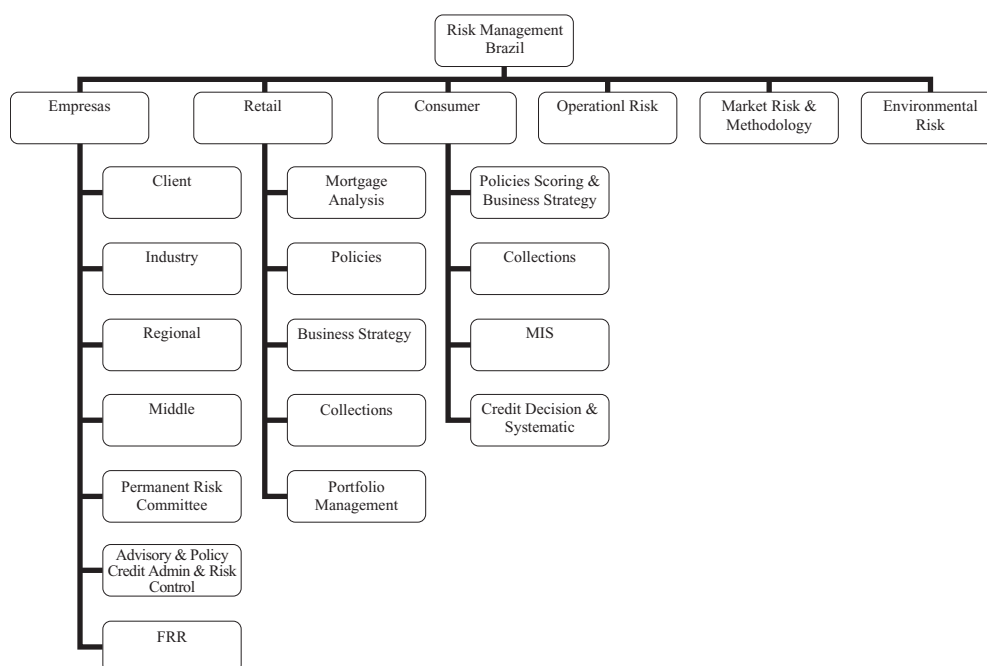 Risk Management
Brazil
Empresas
Retail
Consumer
Operationl Risk
Market Risk &
Methodology
Environmental
Risk
Client
Industry
Regional
Middle
Permanent Risk
Committee
Advisory & Policy
Credit Admin & Risk
Control
FRR
Mortgage
Analysis
Policies
Business Strategy
Collections
Portfolio
Management
Policies Scoring &
Business Strategy
Collections
MIS
Credit Decision &
Systematic